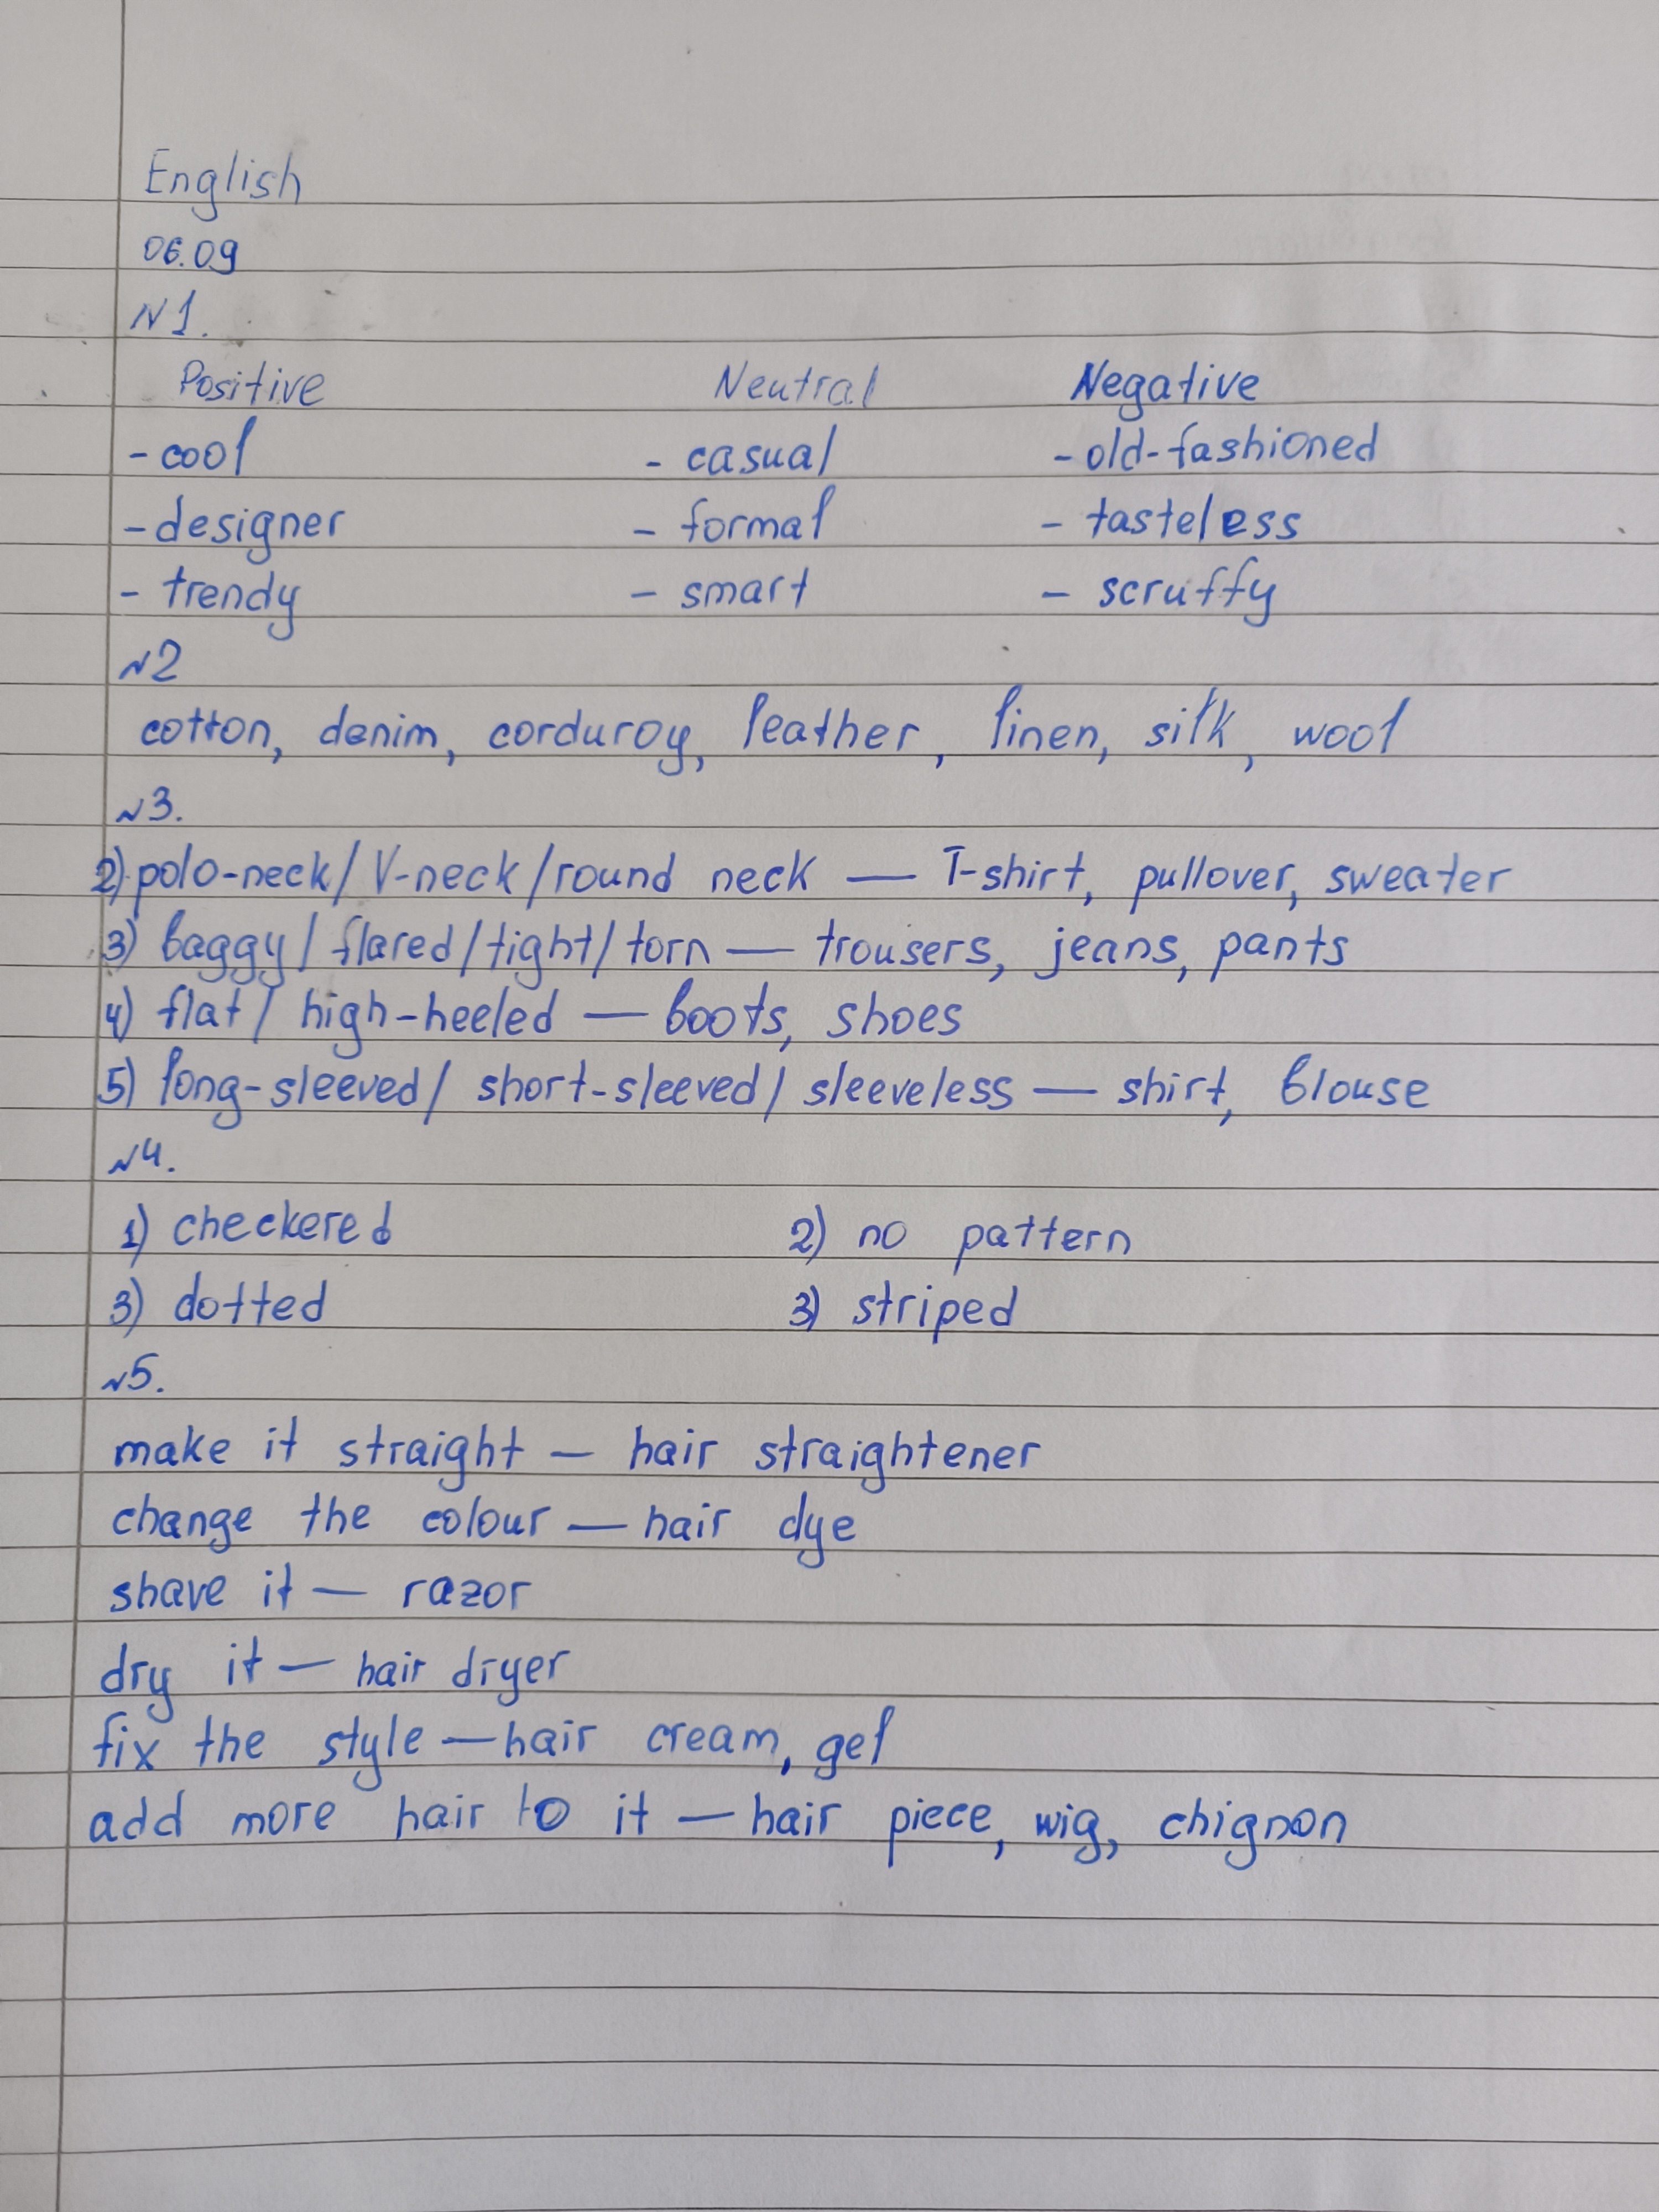 English
06.09
N1.
Positive Neutral Negative
- cool - casual - old-fashioned
- designer - formal - tasteless
- trendy - smart - scruffy
N2
cotton, denim, corduroy, leather, linen, silk, wool
N3.
2) polo-neck/ V-neck/round neck — T-shirt, pullover, sweater
3) baggy/ flared/tight/torn — trousers, jeans, pants
4) flat/ high-heeled — boots, shoes
5) long-sleeved/ short-sleeved/ sleeveless — shirt, blouse
N4.
1) checkered 2) no pattern
3) dotted 3) striped
N5.
make it straight — hair straightener
change the colour — hair dye
shave it — razor
dry it — hair dryer
fix the style — hair cream, gel
add more hair to it — hair piece, wig, chignon